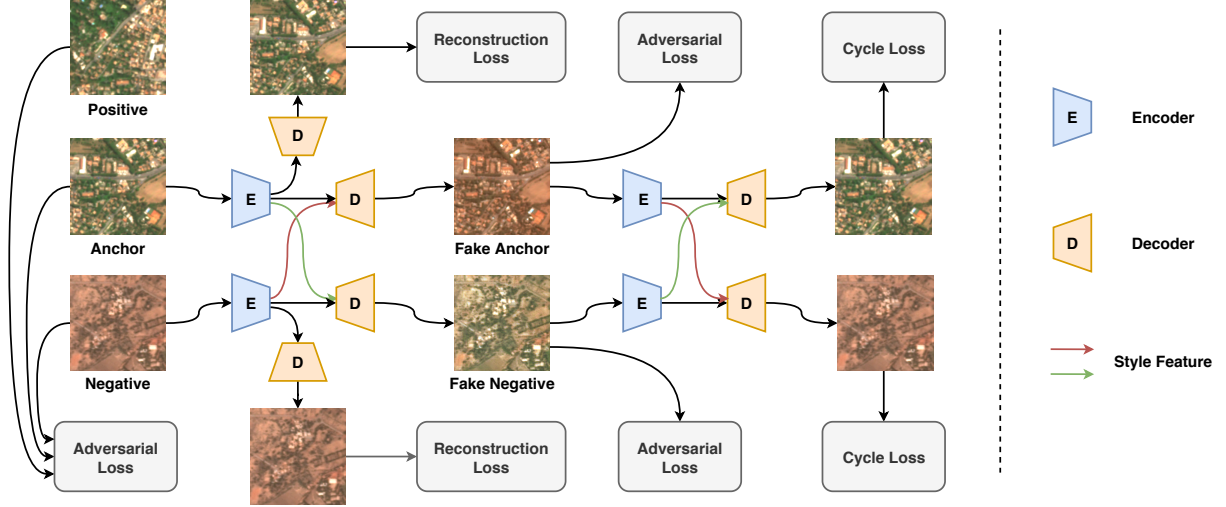 Reconstruction
Loss
Adversarial
Loss
Cycle Loss
Positive
D
E
Encoder
Anchor
E
D
Fake Anchor
E
D
D
Decoder
Negative
E
D
Fake Negative
E
D
Style Feature
D
Adversarial
Loss
Reconstruction
Loss
Adversarial
Loss
Cycle Loss